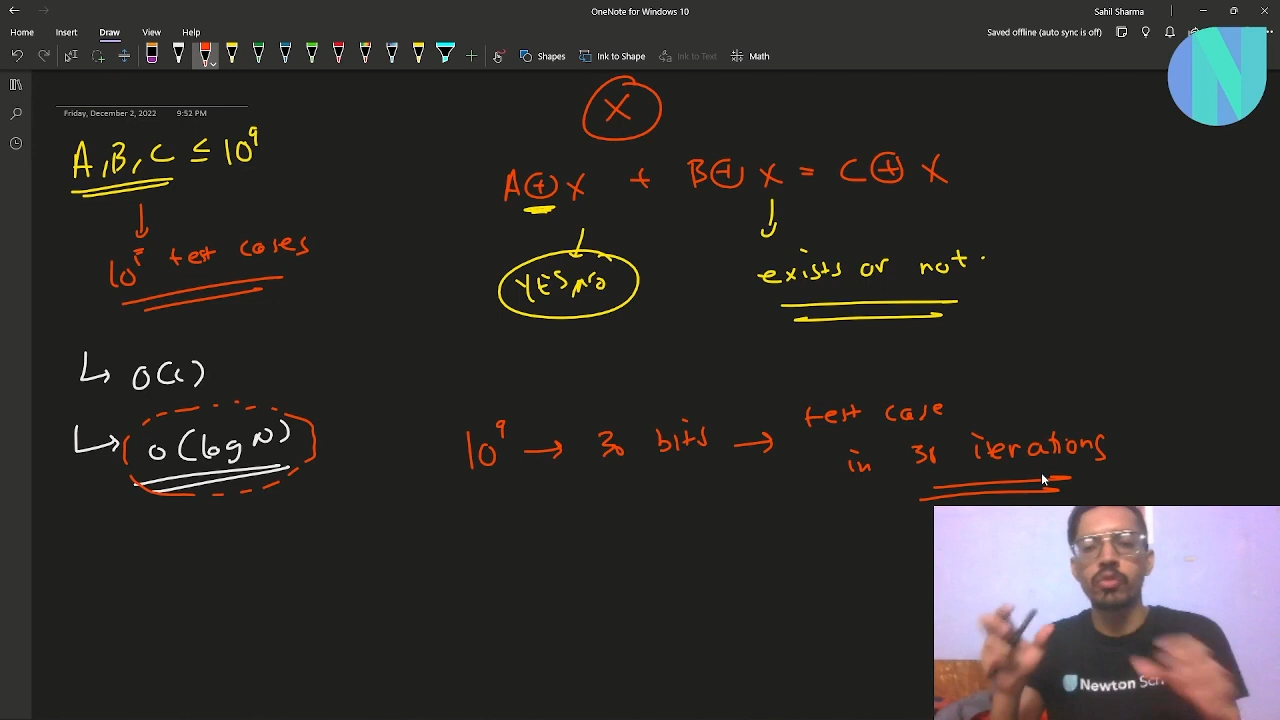 OneNote for Windows 10
Sahil Sharma
Home Insert Draw View Help
Saved offline (auto sync is off)
Shapes Ink to Shape Ink to Text Math
Friday, December 2, 2022 9:52 PM
X
A, B, C ≤ 10⁹
A ⊕ X + B ⊕ X = C ⊕ X
10⁵ test cases
YES/NO
exists or not.
O(1)
O(log N)
10⁹ → 30 bits → test case
in 30 iterations
Newton Sch